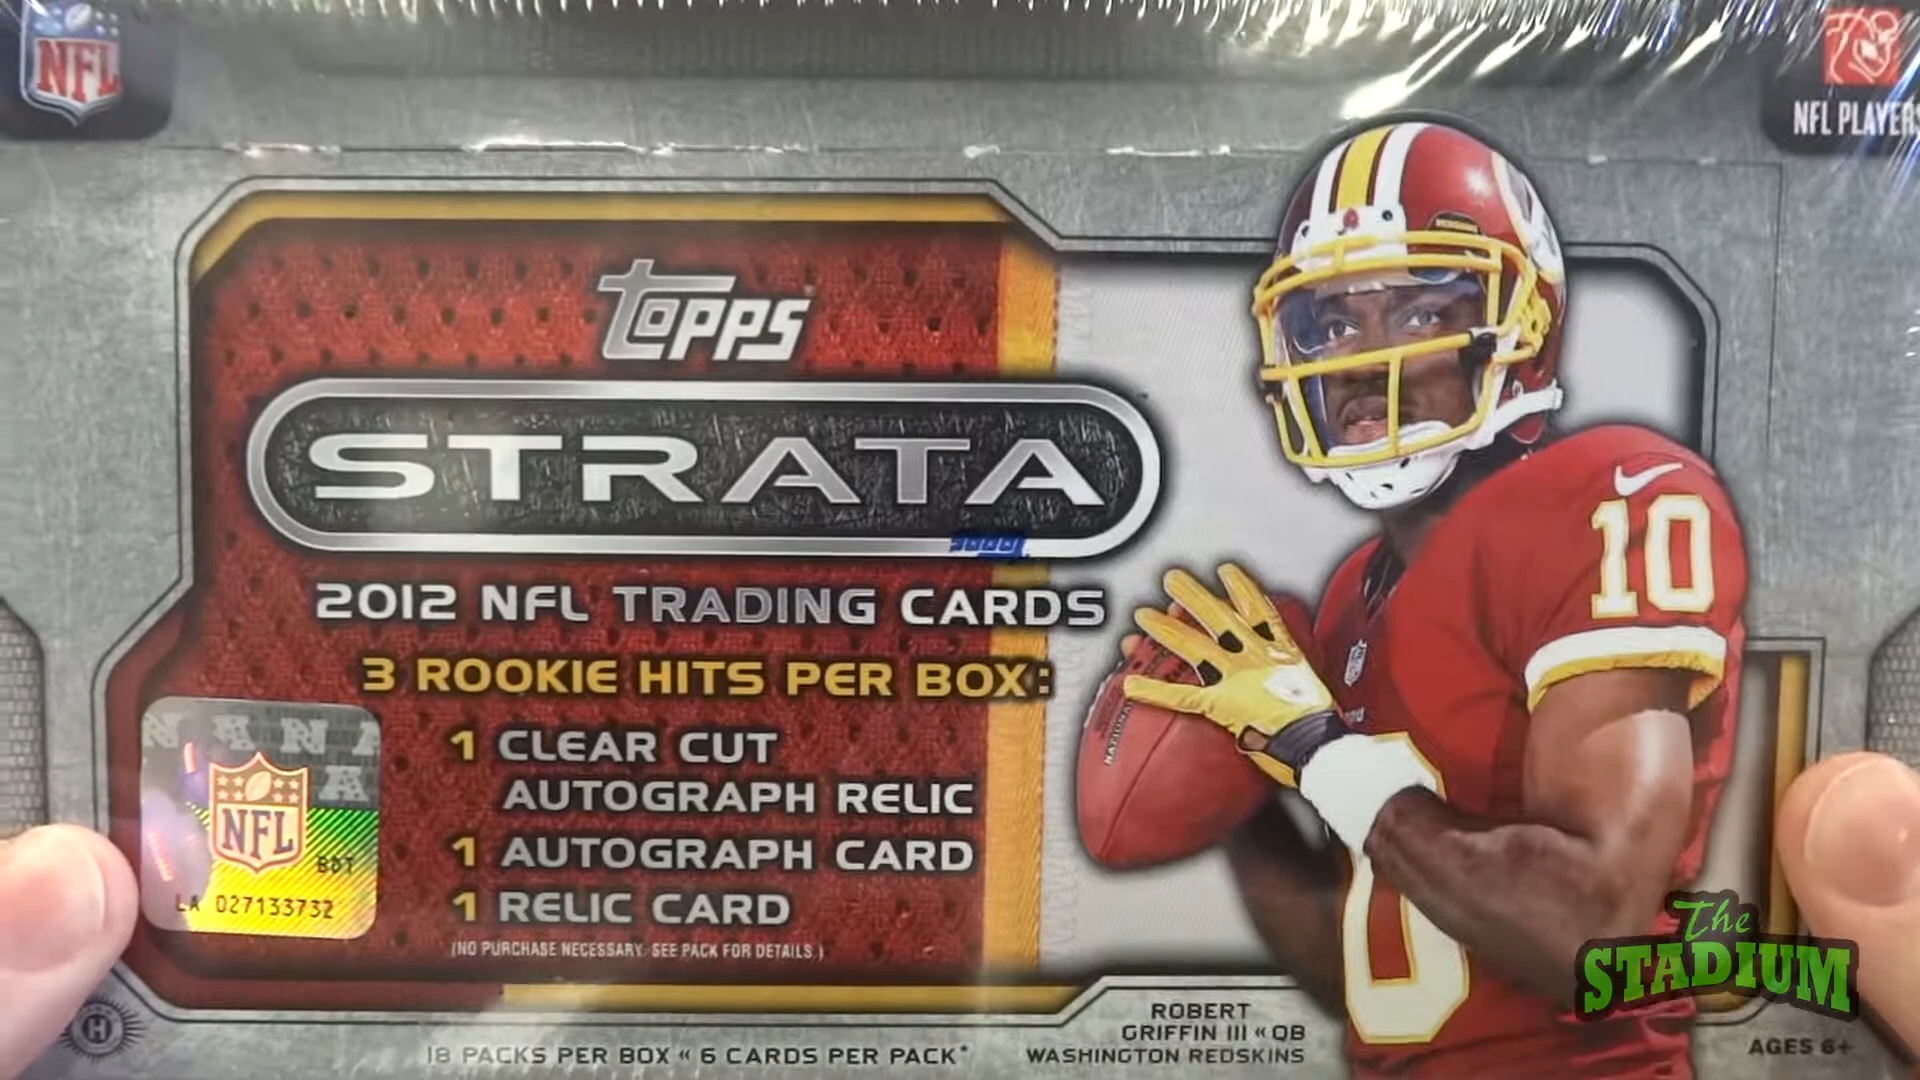 NFL
NFL PLAYERS
TOPPS
STRATA
2012 NFL TRADING CARDS
3 ROOKIE HITS PER BOX:
1 CLEAR CUT
AUTOGRAPH RELIC
1 AUTOGRAPH CARD
1 RELIC CARD
(NO PURCHASE NECESSARY. SEE PACK FOR DETAILS.)
NFL
LA 027133732
10
H
18 PACKS PER BOX « 6 CARDS PER PACK*
ROBERT
GRIFFIN III « QB
WASHINGTON REDSKINS
The
STADIUM
AGES 6+